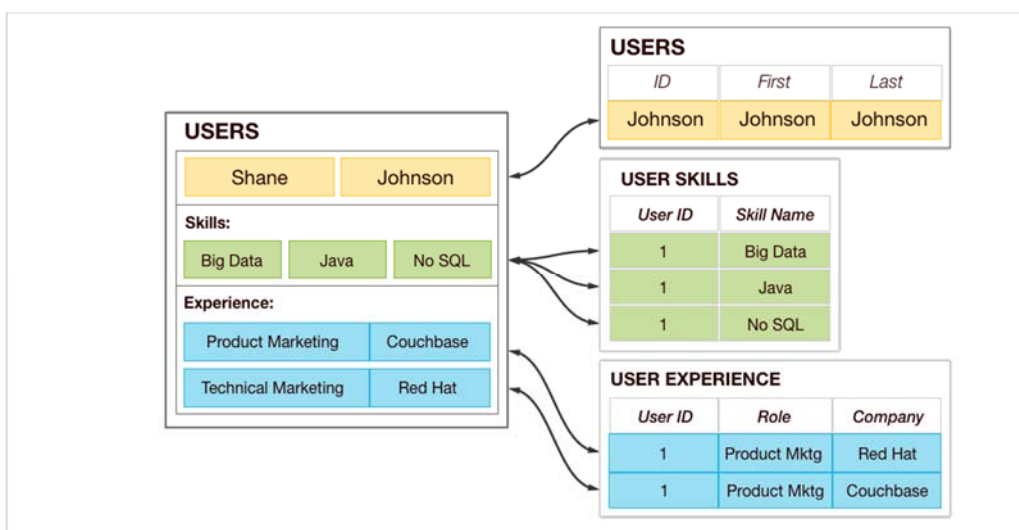 USERS
Shane Johnson
Skills:
Big Data Java No SQL
Experience:
Product Marketing Couchbase
Technical Marketing Red Hat
USERS
ID First Last
Johnson Johnson Johnson
USER SKILLS
User ID Skill Name
1 Big Data
1 Java
1 No SQL
USER EXPERIENCE
User ID Role Company
1 Product Mktg Red Hat
1 Product Mktg Couchbase